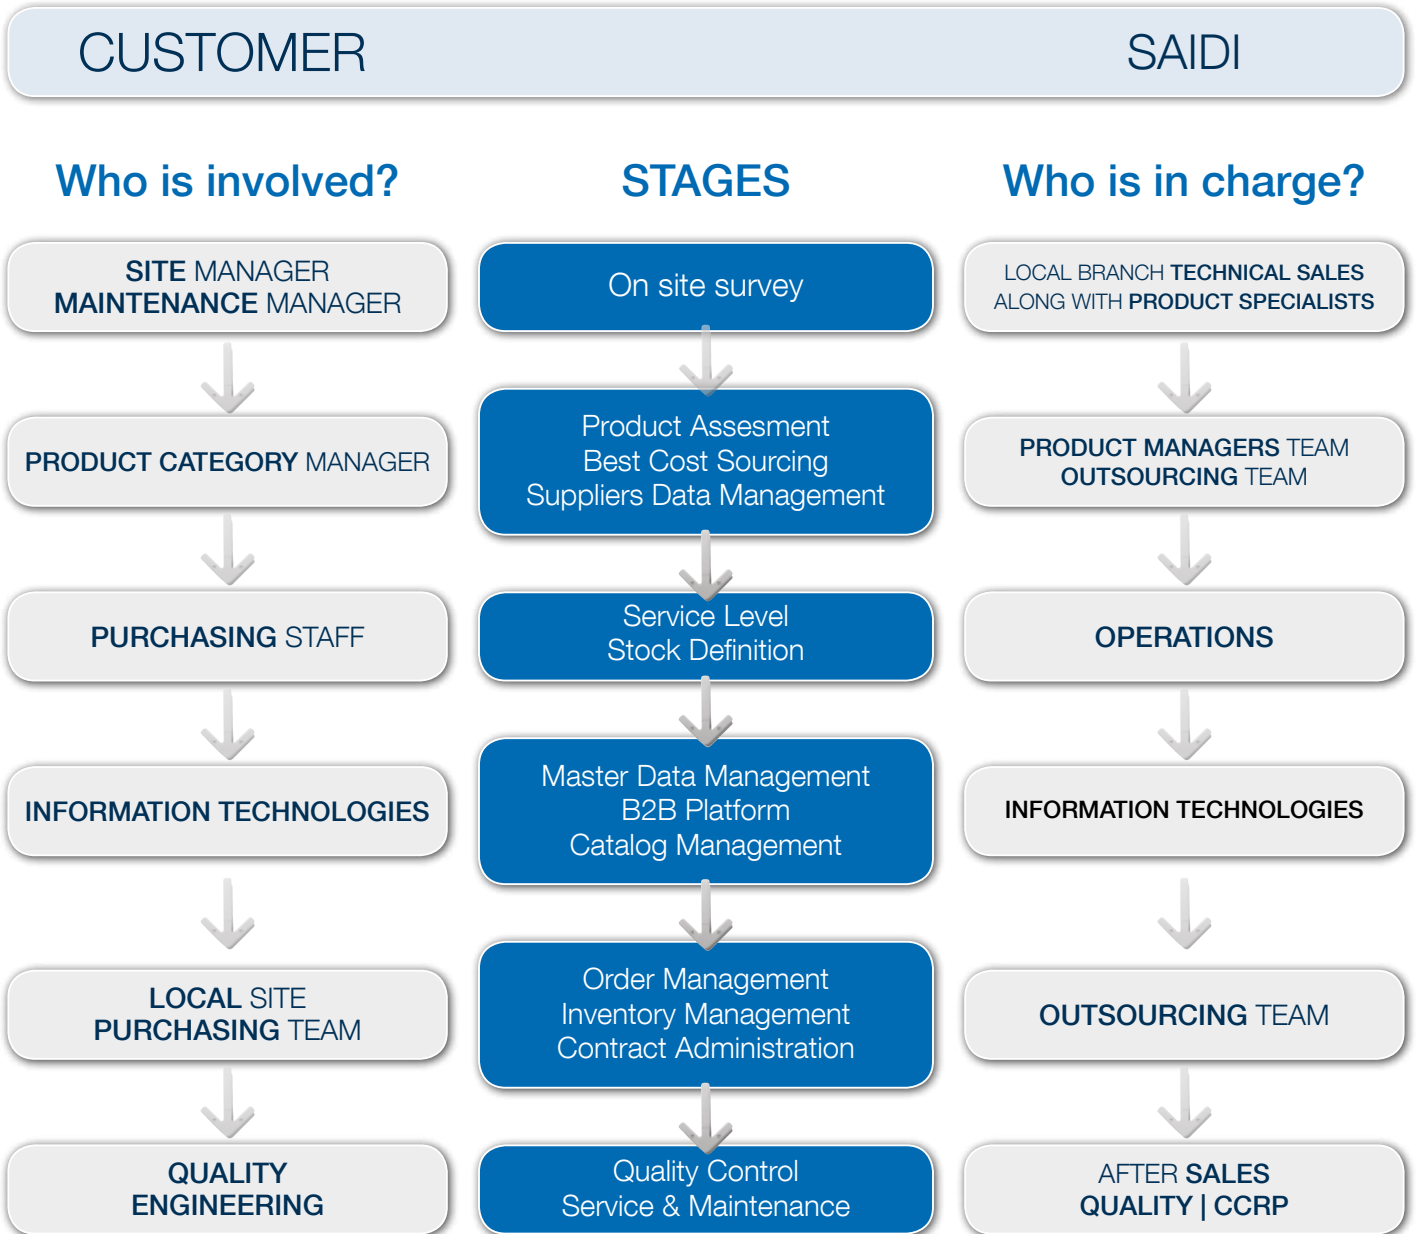 CUSTOMER
SAIDI
Who is involved?
STAGES
Who is in charge?
SITE MANAGER
MAINTENANCE MANAGER
On site survey
LOCAL BRANCH TECHNICAL SALES
ALONG WITH PRODUCT SPECIALISTS
PRODUCT CATEGORY MANAGER
Product Assesment
Best Cost Sourcing
Suppliers Data Management
PRODUCT MANAGERS TEAM
OUTSOURCING TEAM
PURCHASING STAFF
Service Level
Stock Definition
OPERATIONS
INFORMATION TECHNOLOGIES
Master Data Management
B2B Platform
Catalog Management
INFORMATION TECHNOLOGIES
LOCAL SITE
PURCHASING TEAM
Order Management
Inventory Management
Contract Administration
OUTSOURCING TEAM
QUALITY
ENGINEERING
Quality Control
Service & Maintenance
AFTER SALES
QUALITY | CCRP